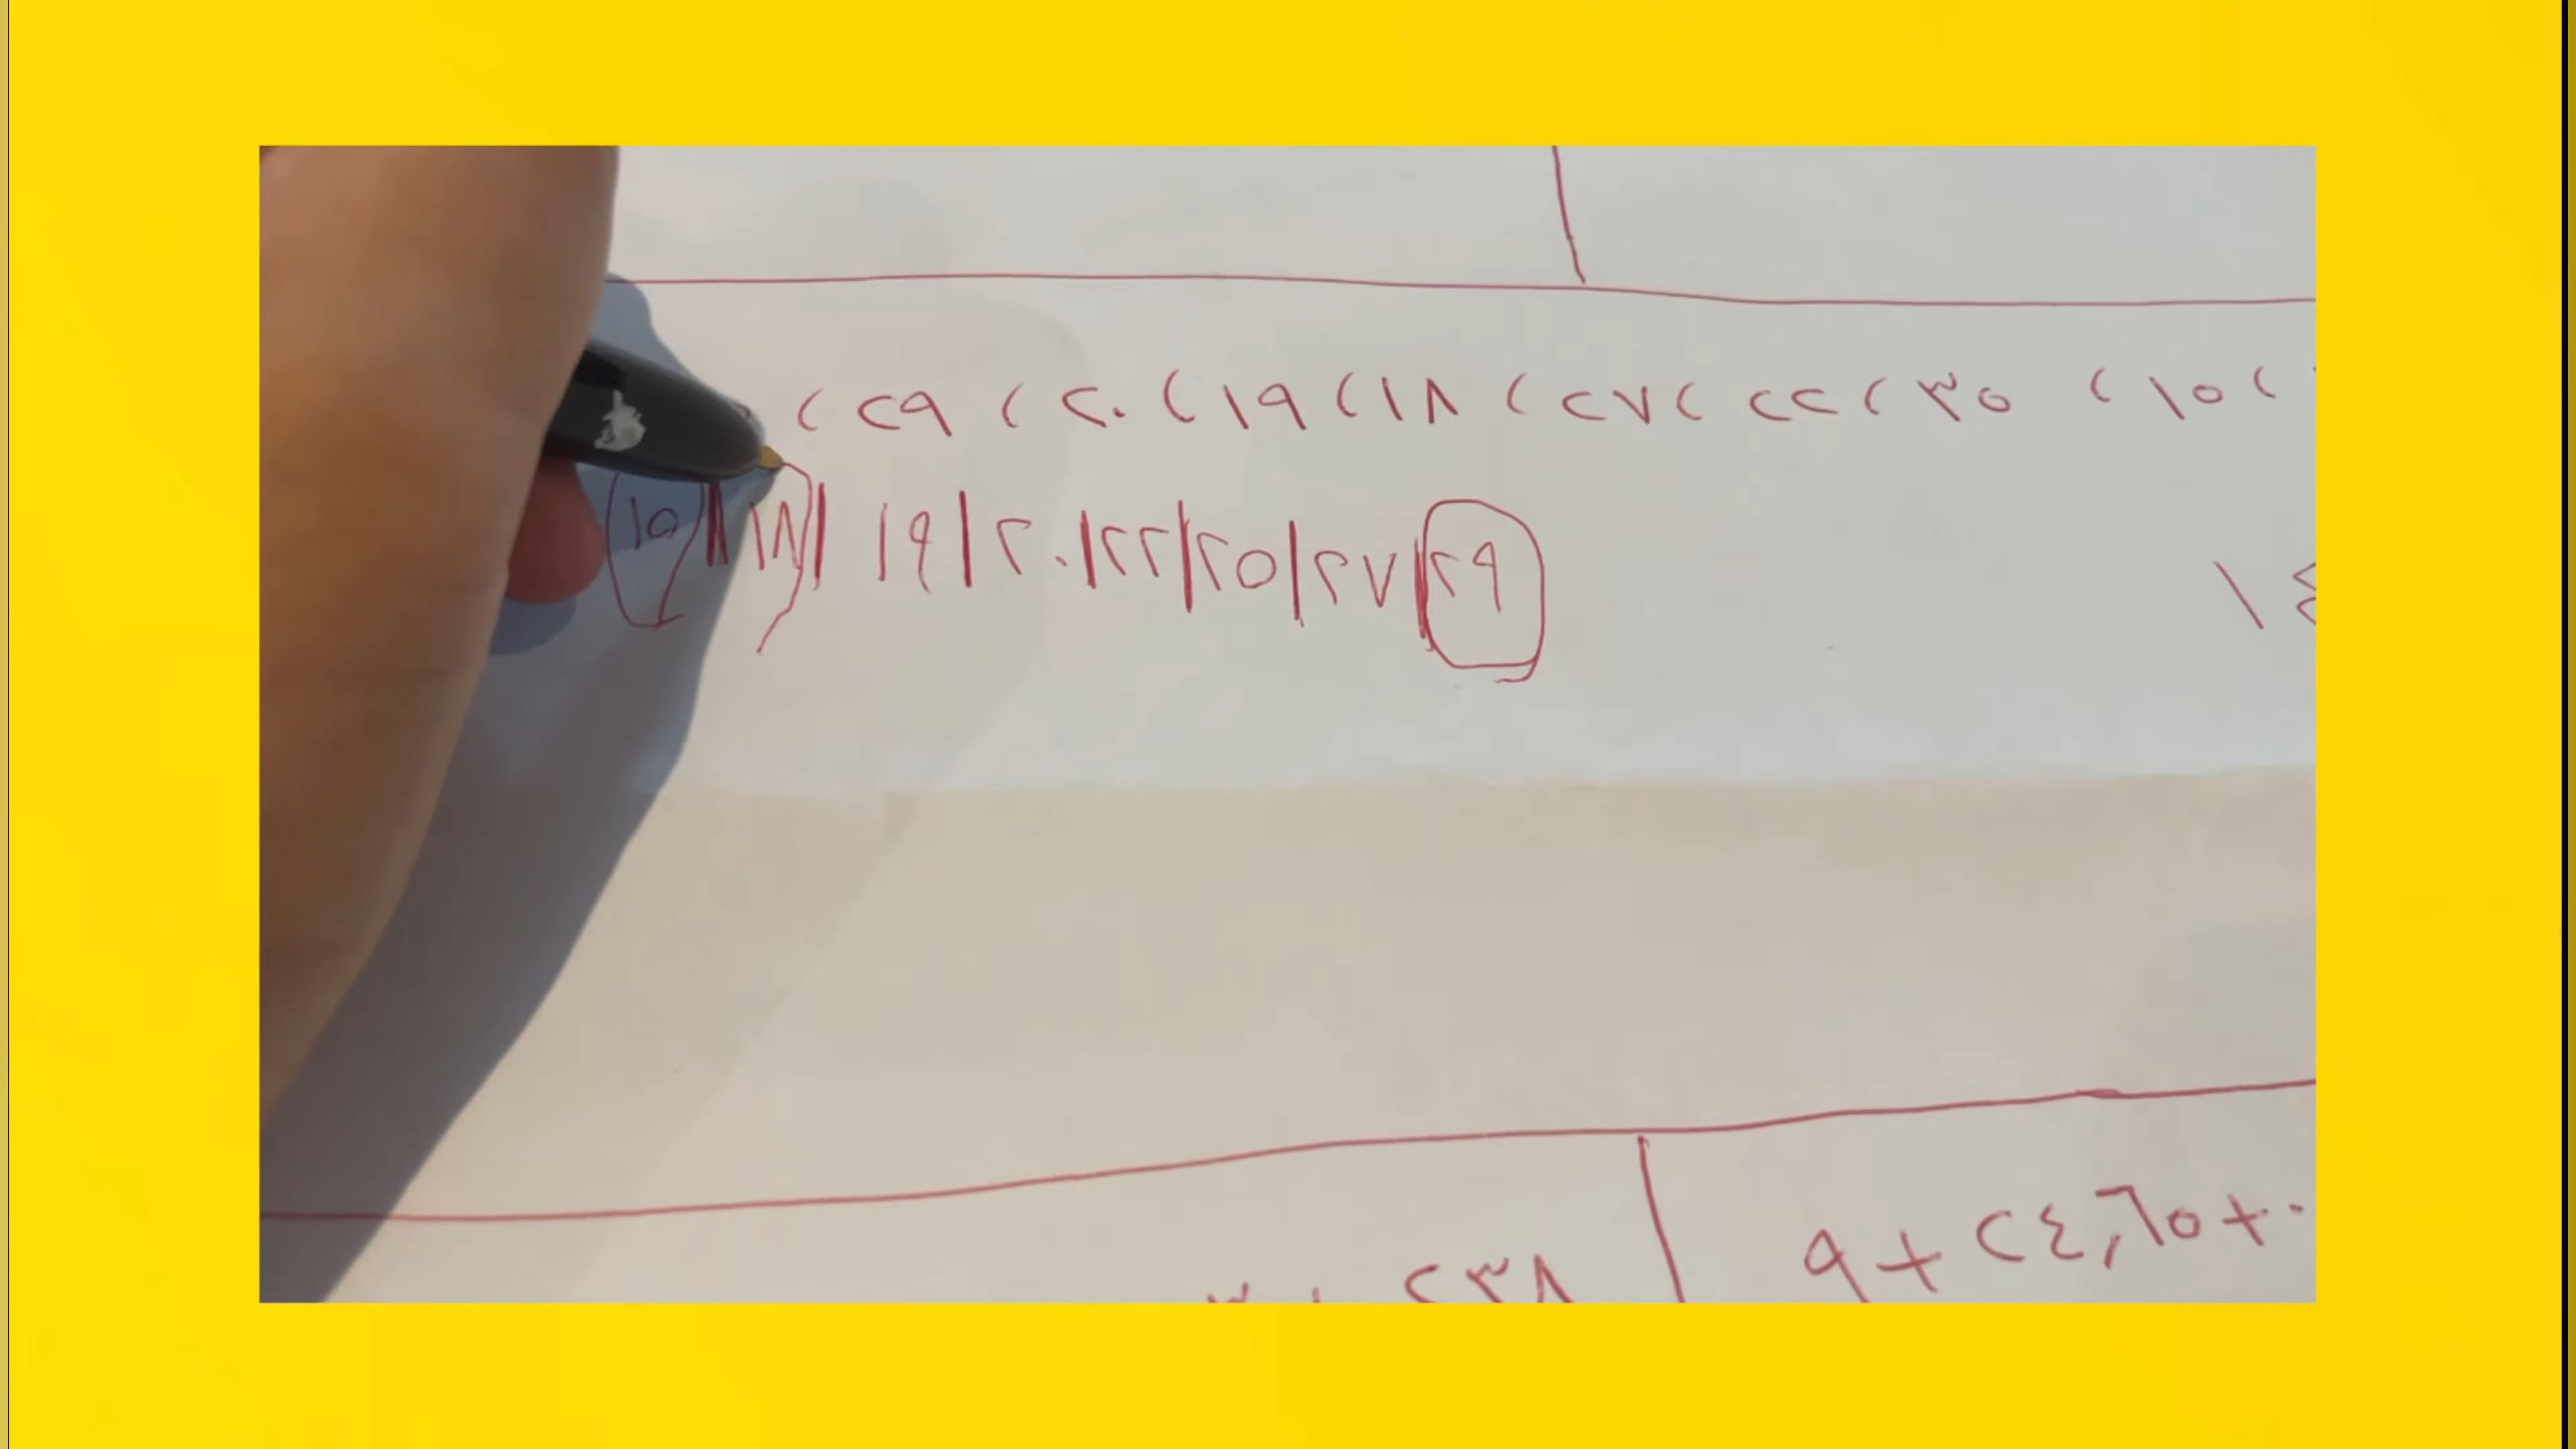 ، ٢٩ ، ٢٠ ، ١٩ ، ١٨ ، ٢٧ ، ٢٢ ، ٣٥ ، ١٥ ،
١٥ | ١٨ | ١٩ | ٢٠ | ٢٢ | ٢٥ | ٢٧ | ٢٩
٩ + ٢٤,٦٥ + ٠
٢٣٨